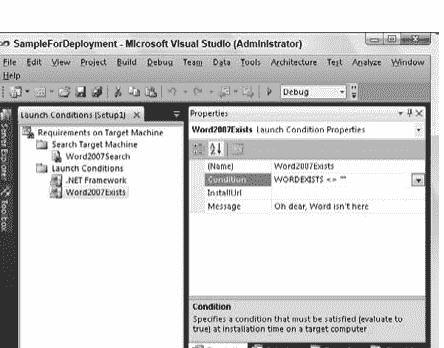 SampleForDeployment - Microsoft Visual Studio (Administrator)
File Edit View Project Build Debug Team Data Tools Architecture Test Analyze Window
Help
Debug
Launch Conditions (Setup1)
Properties
Word2007Exists Launch Condition Properties
Requirements on Target Machine
Search Target Machine
Word2007Search
Launch Conditions
.NET Framework
Word2007Exists
(Name) Word2007Exists
Condition WORDEXISTS <> ""
InstallUrl
Message Oh dear, Word isn't here
Condition
Specifies a condition that must be satisfied (evaluate to
true) at installation time on a target computer
Server Explorer
Toolbox